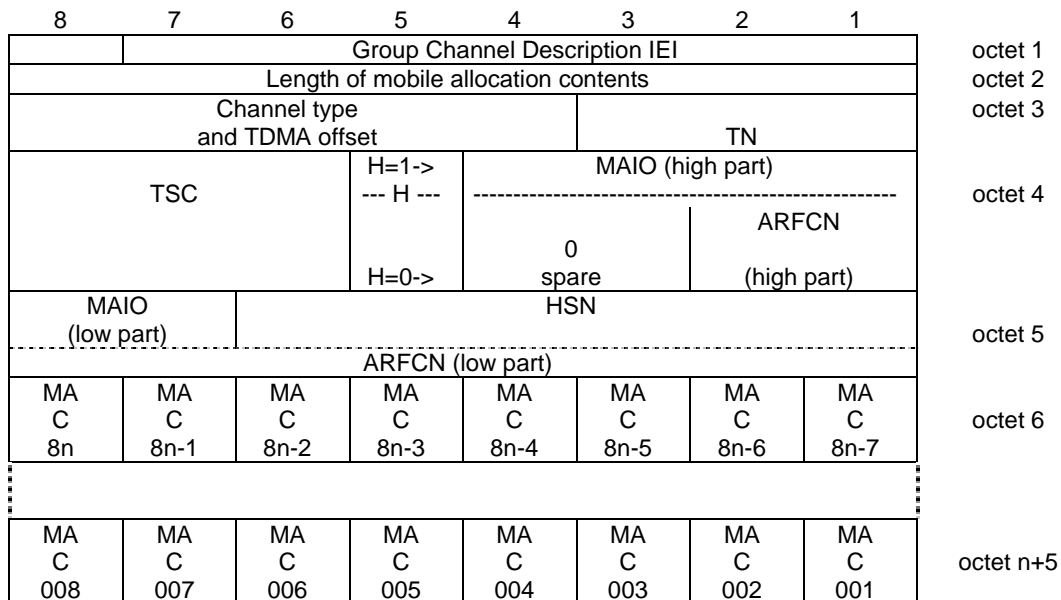 8 7 6 5 4 3 2 1
Group Channel Description IEI octet 1
Length of mobile allocation contents octet 2
Channel type octet 3
and TDMA offset TN
H=1-> MAIO (high part)
TSC --- H --- ---------------------------------------------------- octet 4
ARFCN
0
H=0-> spare (high part)
MAIO HSN
(low part) octet 5
ARFCN (low part)
MA MA MA MA MA MA MA MA
C C C C C C C C octet 6
8n 8n-1 8n-2 8n-3 8n-4 8n-5 8n-6 8n-7
MA MA MA MA MA MA MA MA
C C C C C C C C octet n+5
008 007 006 005 004 003 002 001